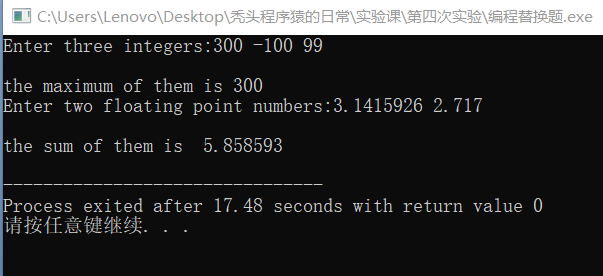 C:\Users\Lenovo\Desktop\秃头程序猿的日常\实验课\第四次实验\编程替换题.exe
Enter three integers:300 -100 99
the maximum of them is 300
Enter two floating point numbers:3.1415926 2.717
the sum of them is  5.858593
--------------------------------
Process exited after 17.48 seconds with return value 0
请按任意键继续. . .